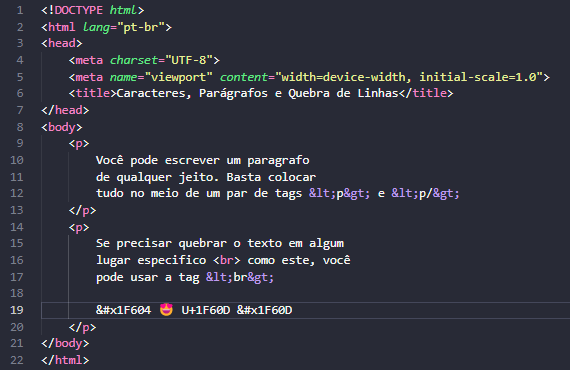 1 <!DOCTYPE html>
2 <html lang="pt-br">
3 <head>
4 <meta charset="UTF-8">
5 <meta name="viewport" content="width=device-width, initial-scale=1.0">
6 <title>Caracteres, Parágrafos e Quebra de Linhas</title>
7 </head>
8 <body>
9 <p>
10 Você pode escrever um paragrafo
11 de qualquer jeito. Basta colocar
12 tudo no meio de um par de tags &lt;p&gt; e &lt;p/&gt;
13 </p>
14 <p>
15 Se precisar quebrar o texto em algum
16 lugar especifico <br> como este, você
17 pode usar a tag &lt;br&gt;
18
19 &#x1F604 😍 U+1F60D &#x1F60D
20 </p>
21 </body>
22 </html>